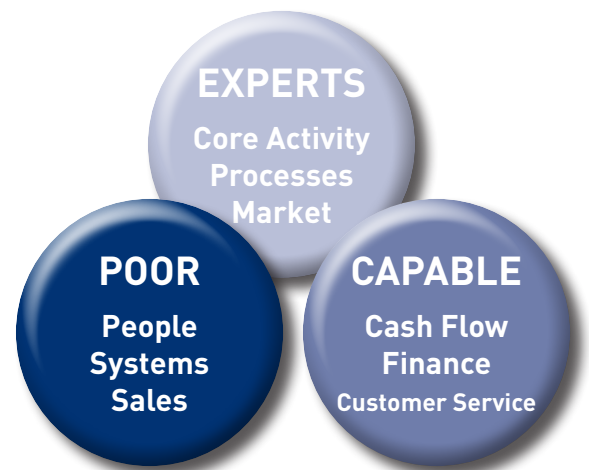 EXPERTS
Core Activity
Processes
Market
POOR
People
Systems
Sales
CAPABLE
Cash Flow
Finance
Customer Service